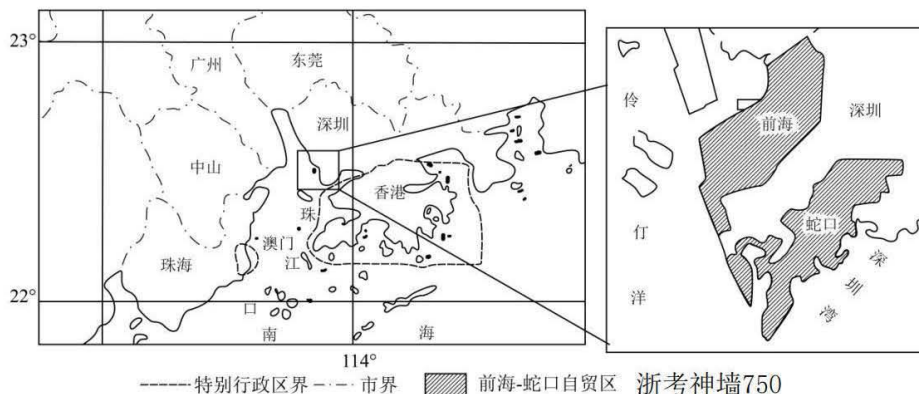 23°
广州
东莞
深圳
中山
香港
珠
澳门
江
珠海
22°
口
南
海
114°
伶
仃
洋
前海
深圳
蛇口
深
圳
湾
特别行政区界 市界 前海-蛇口自贸区 浙考神墙750